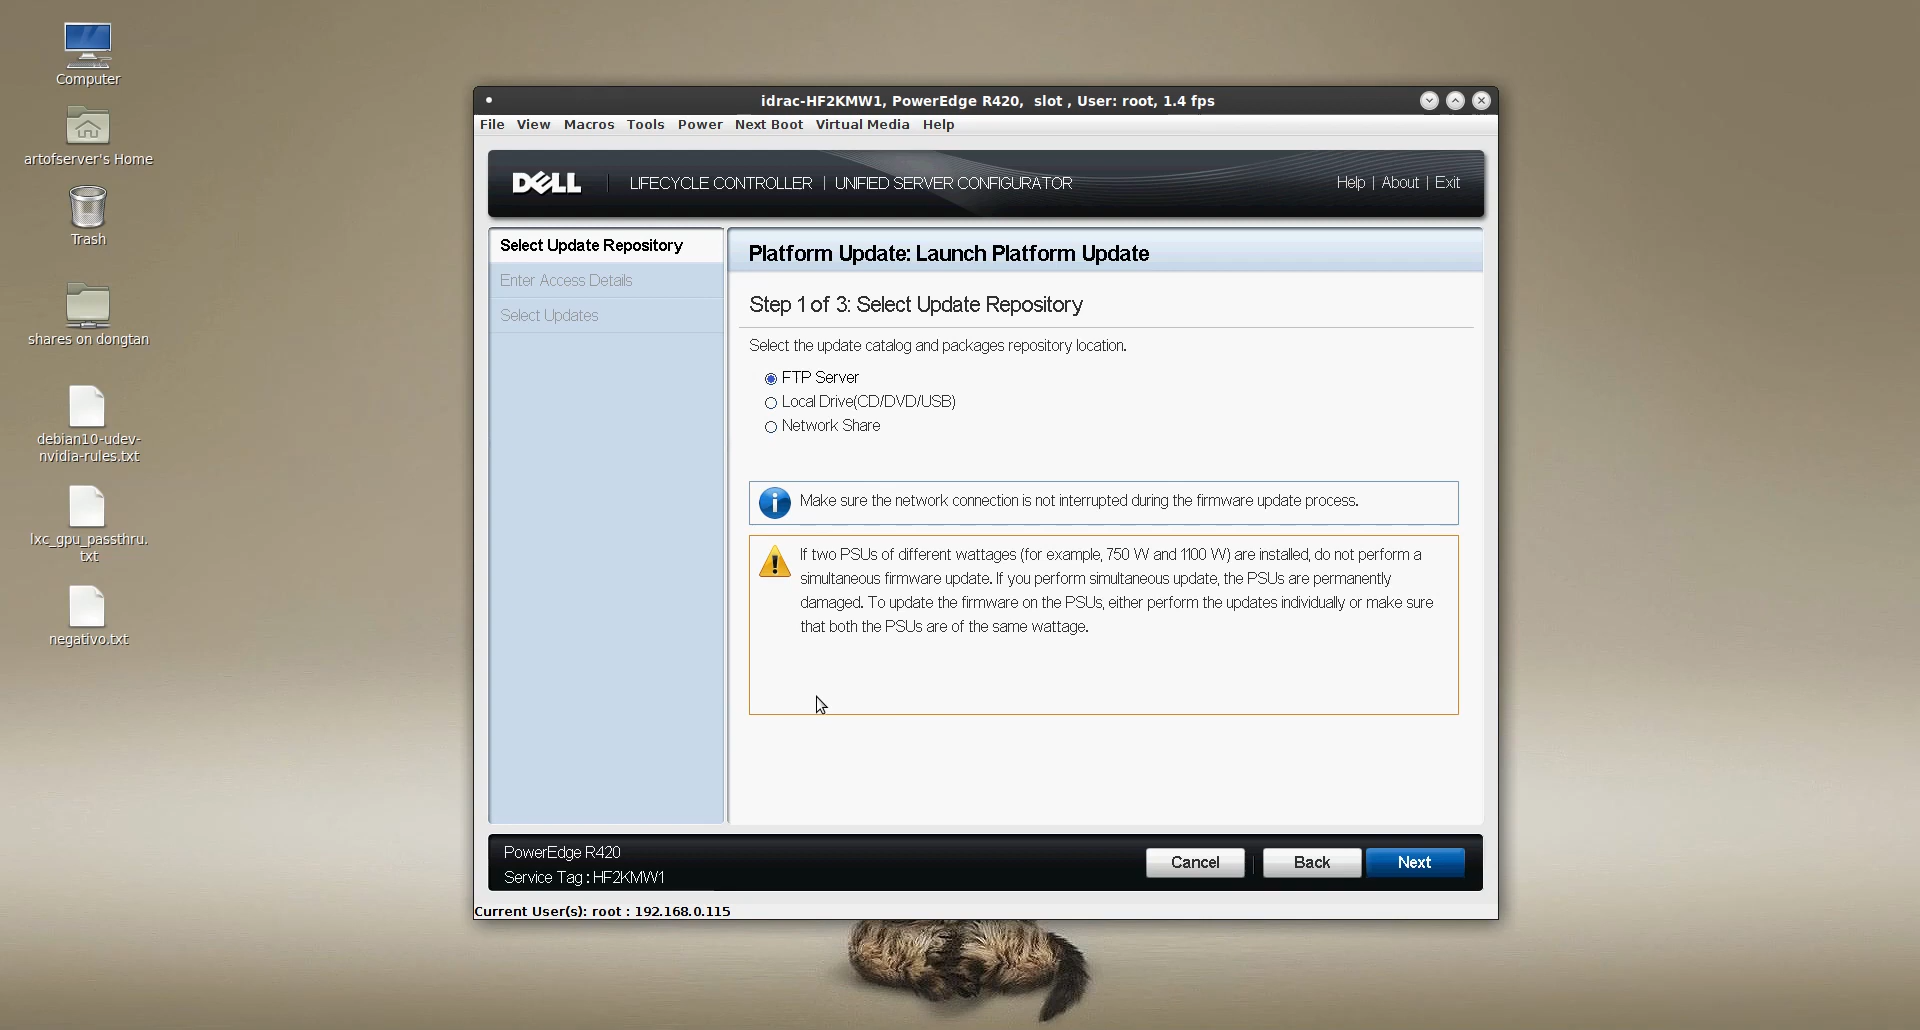 Computer
artofserver's Home
Trash
shares on dongtan
debian10-udev-
nvidia-rules.txt
lxc_gpu_passthru.
txt
negativo.txt
idrac-HF2KMW1, PowerEdge R420,  slot , User: root, 1.4 fps
File View Macros Tools Power Next Boot Virtual Media Help
DELL LIFECYCLE CONTROLLER | UNIFIED SERVER CONFIGURATOR Help | About | Exit
Select Update Repository
Enter Access Details
Select Updates
Platform Update: Launch Platform Update
Step 1 of 3: Select Update Repository
Select the update catalog and packages repository location.
FTP Server
Local Drive(CD/DVD/USB)
Network Share
Make sure the network connection is not interrupted during the firmware update process.
If two PSUs of different wattages (for example, 750 W and 1100 W) are installed, do not perform a
simultaneous firmware update. If you perform simultaneous update, the PSUs are permanently
damaged. To update the firmware on the PSUs, either perform the updates individually or make sure
that both the PSUs are of the same wattage.
PowerEdge R420
Service Tag : HF2KMW1
Cancel Back Next
Current User(s): root : 192.168.0.115